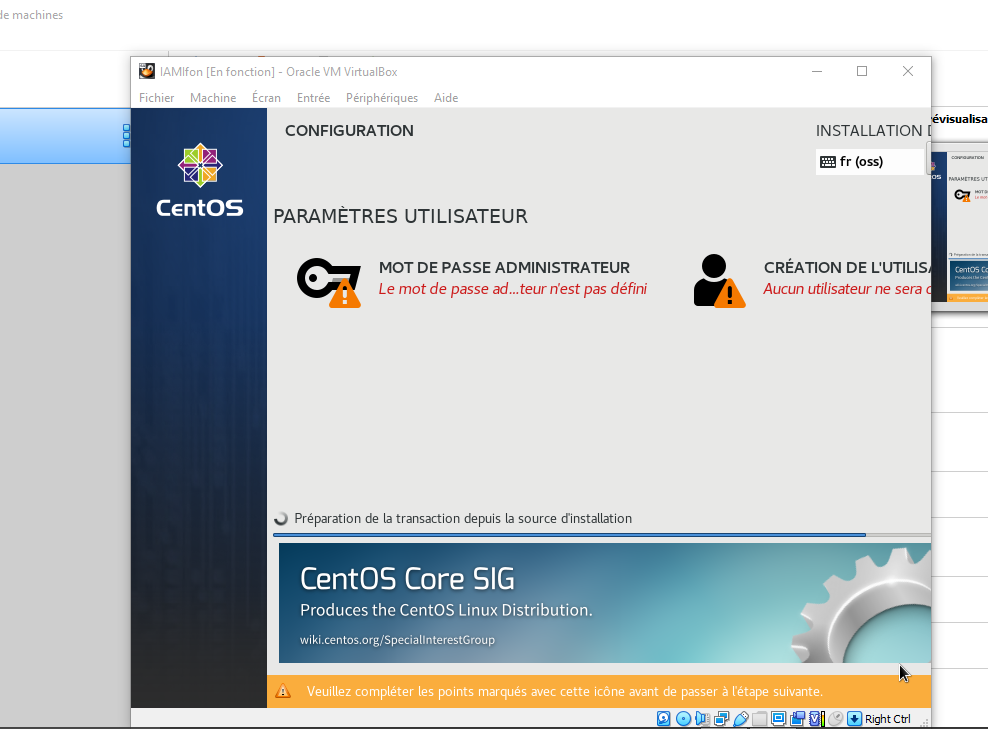 de machines
IAMIfon [En fonction] - Oracle VM VirtualBox
Fichier Machine Écran Entrée Périphériques Aide
CentOS
CONFIGURATION
INSTALLATION D
fr (oss)
PARAMÈTRES UTILISATEUR
MOT DE PASSE ADMINISTRATEUR
Le mot de passe ad...teur n'est pas défini
CRÉATION DE L'UTILISA
Aucun utilisateur ne sera c
Préparation de la transaction depuis la source d'installation
CentOS Core SIG
Produces the CentOS Linux Distribution.
wiki.centos.org/SpecialInterestGroup
Veuillez compléter les points marqués avec cette icône avant de passer à l'étape suivante.
Right Ctrl
évisualisa
CONFIGURATION